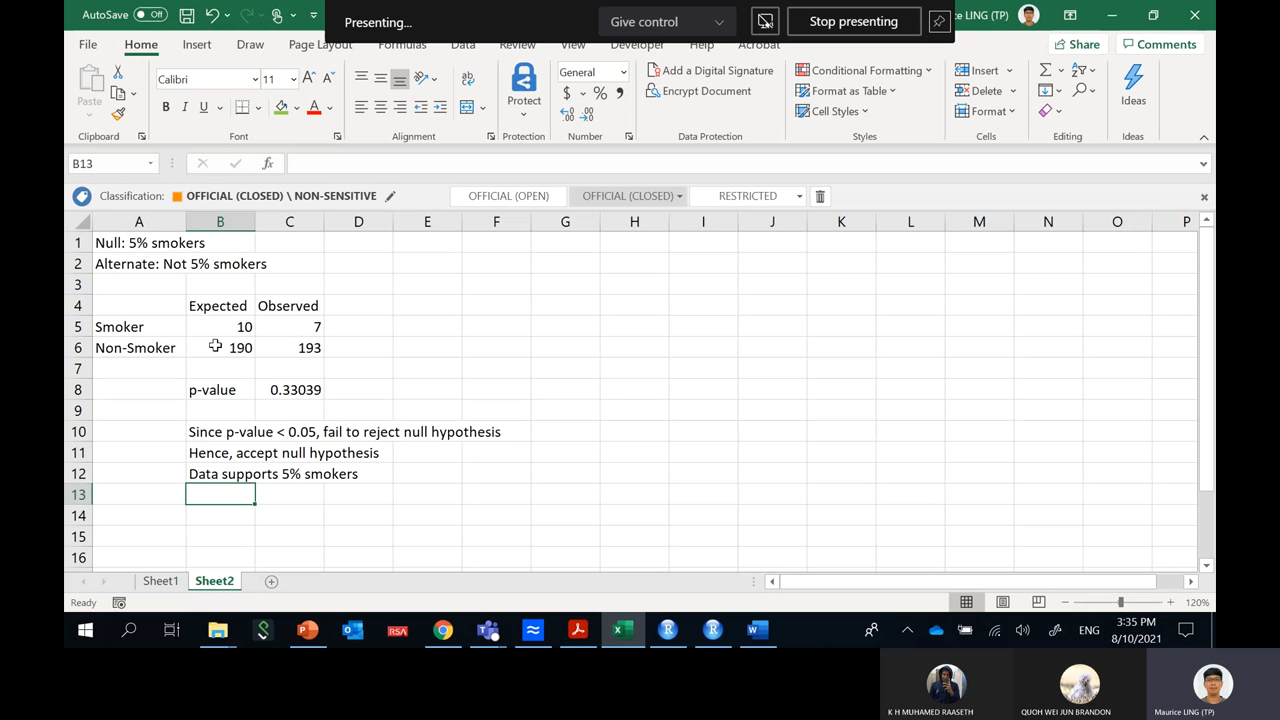 AutoSave Off
Presenting...
Give control
Stop presenting
rice LING (TP)
File Home Insert Draw Page Layout Formulas Data Review View Developer Help Acrobat
Share Comments
Paste
Calibri 11
B I U
General
$ % 9
Protect
Add a Digital Signature
Encrypt Document
Conditional Formatting
Format as Table
Cell Styles
Insert
Delete
Format
Ideas
Clipboard Font Alignment Protection Number Data Protection Styles Cells Editing Ideas
B13 fx
Classification: OFFICIAL (CLOSED) \ NON-SENSITIVE OFFICIAL (OPEN) OFFICIAL (CLOSED) RESTRICTED
A B C D E F G H I J K L M N O P
1 Null: 5% smokers
2 Alternate: Not 5% smokers
3
4 Expected Observed
5 Smoker 10 7
6 Non-Smoker 190 193
7
8 p-value 0.33039
9
10 Since p-value < 0.05, fail to reject null hypothesis
11 Hence, accept null hypothesis
12 Data supports 5% smokers
13
14
15
16
Sheet1 Sheet2
Ready 120%
RSA
ENG
3:35 PM
8/10/2021
K H MUHAMED RAASETH QUOH WEI JUN BRANDON Maurice LING (TP)